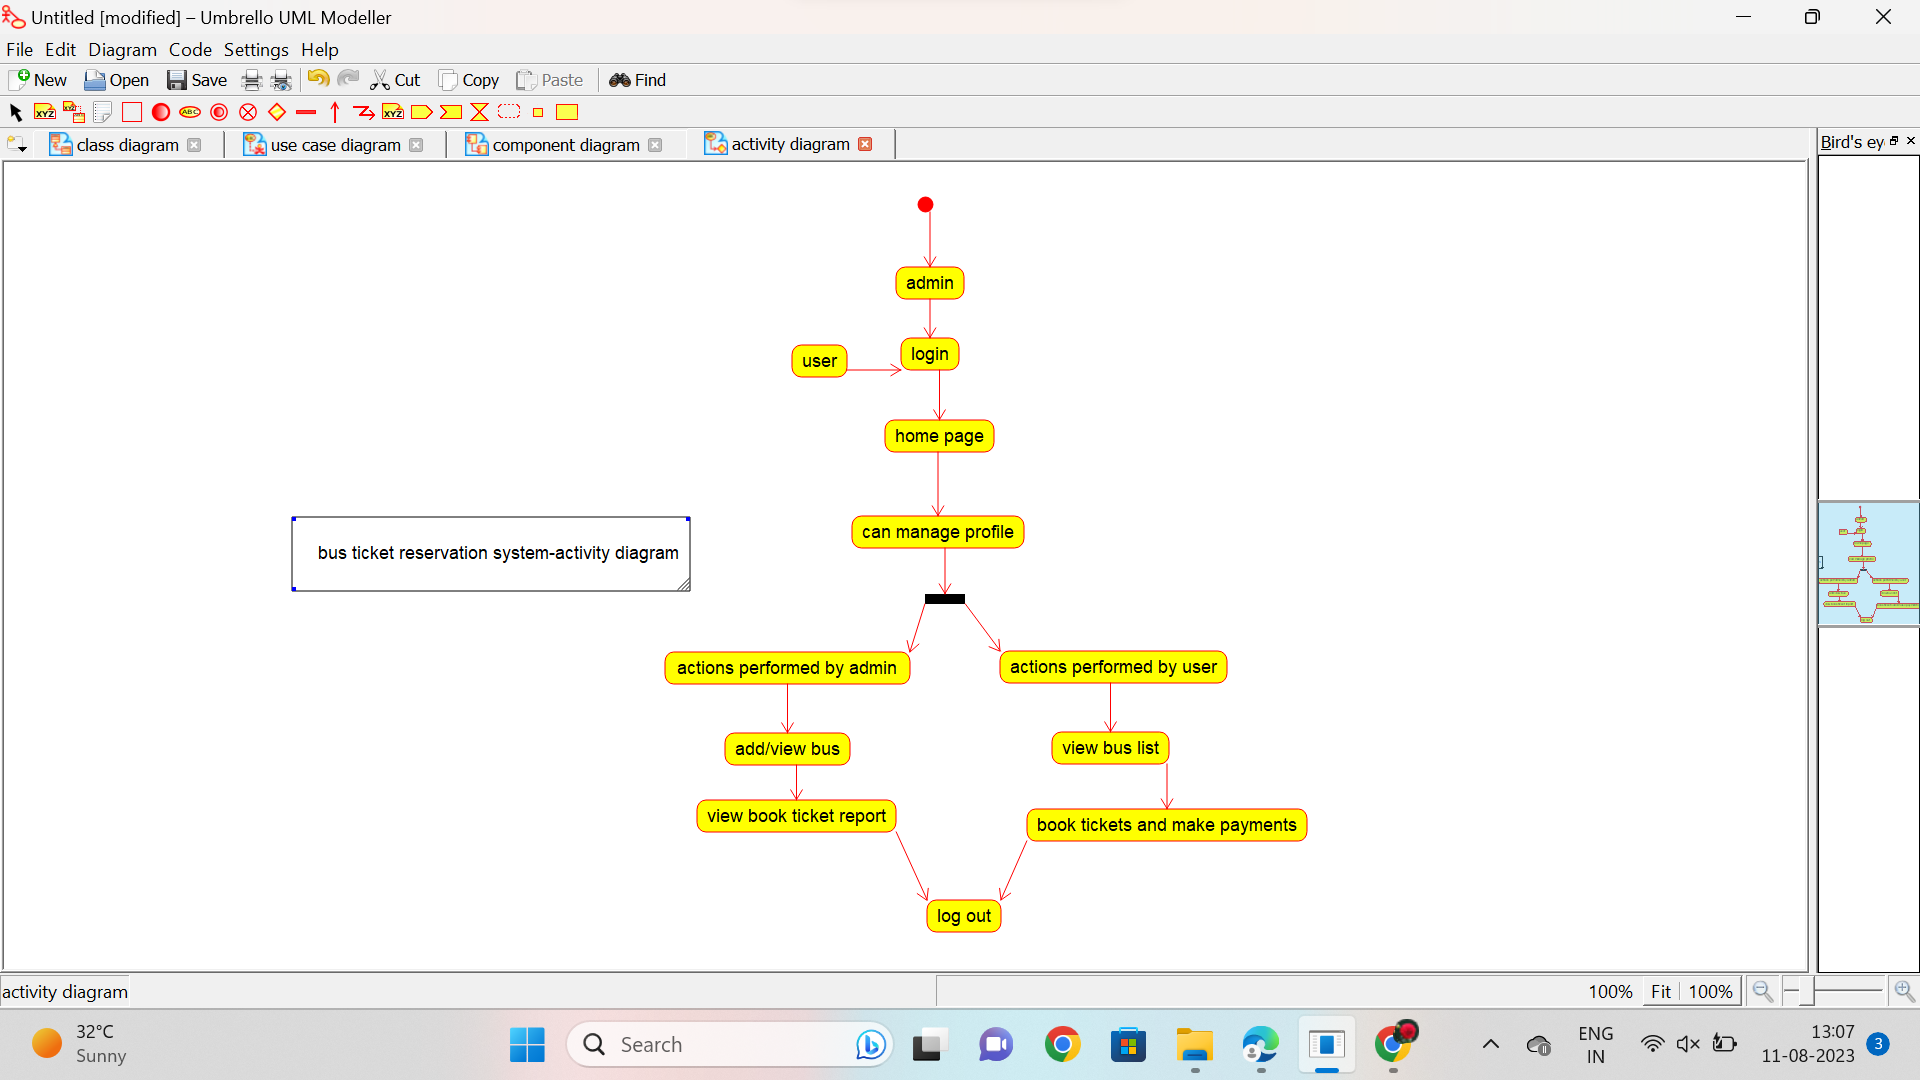 Untitled [modified] – Umbrello UML Modeller
File Edit Diagram Code Settings Help
New Open Save Cut Copy Paste Find
XYZ XYZ ABC XYZ
class diagram use case diagram component diagram activity diagram
Bird's ey
admin
login
user
home page
can manage profile
bus ticket reservation system-activity diagram
actions performed by admin
actions performed by user
add/view bus
view bus list
view book ticket report
book tickets and make payments
log out
activity diagram
100% Fit 100%
32°C
Sunny
Search
ENG
IN
13:07
11-08-2023
3